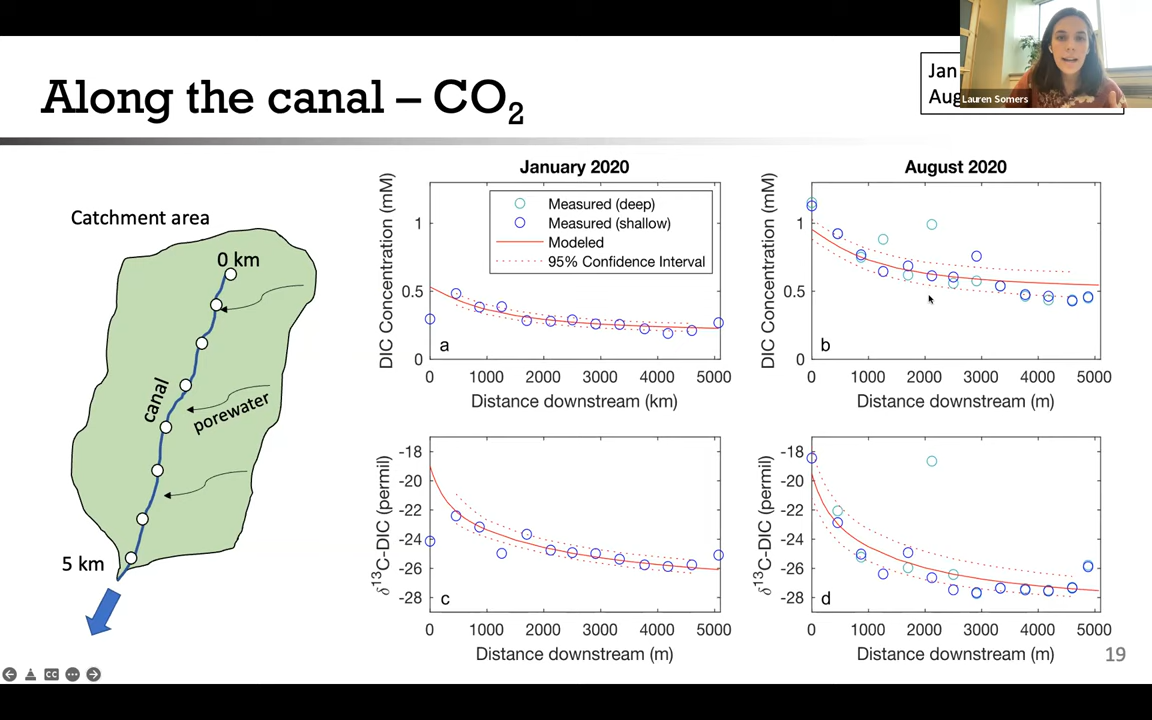 Along the canal – CO2
Jan
Aug
Lauren Somers
Catchment area
0 km
canal
porewater
5 km
January 2020
DIC Concentration (mM)
1
0.5
0
Measured (deep)
Measured (shallow)
Modeled
95% Confidence Interval
a
0 1000 2000 3000 4000 5000
Distance downstream (km)
August 2020
DIC Concentration (mM)
1
0.5
0
b
0 1000 2000 3000 4000 5000
Distance downstream (m)
δ13C-DIC (permil)
-18
-20
-22
-24
-26
-28
c
0 1000 2000 3000 4000 5000
Distance downstream (m)
δ13C-DIC (permil)
-18
-20
-22
-24
-26
-28
d
0 1000 2000 3000 4000 5000
Distance downstream (m)
19
CC